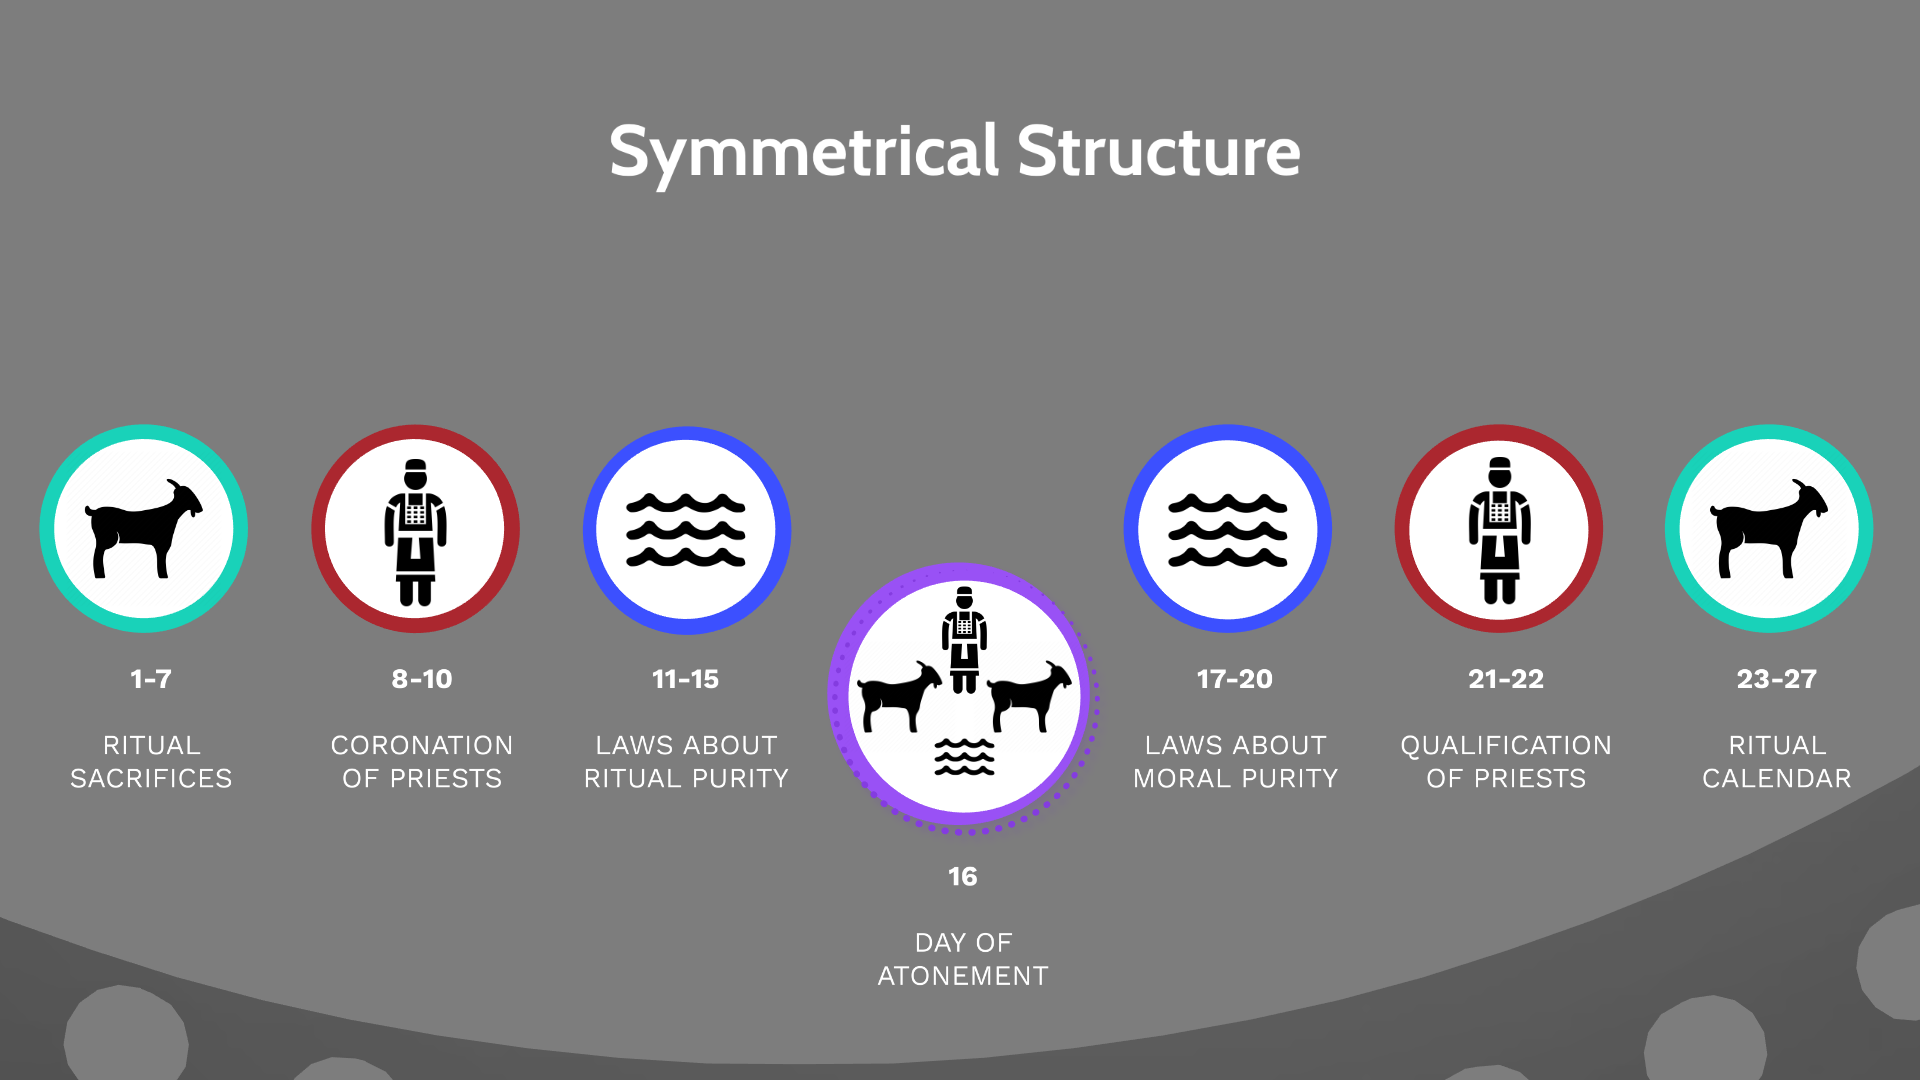 Symmetrical Structure
1-7
RITUAL
SACRIFICES
8-10
CORONATION
OF PRIESTS
11-15
LAWS ABOUT
RITUAL PURITY
16
DAY OF
ATONEMENT
17-20
LAWS ABOUT
MORAL PURITY
21-22
QUALIFICATION
OF PRIESTS
23-27
RITUAL
CALENDAR